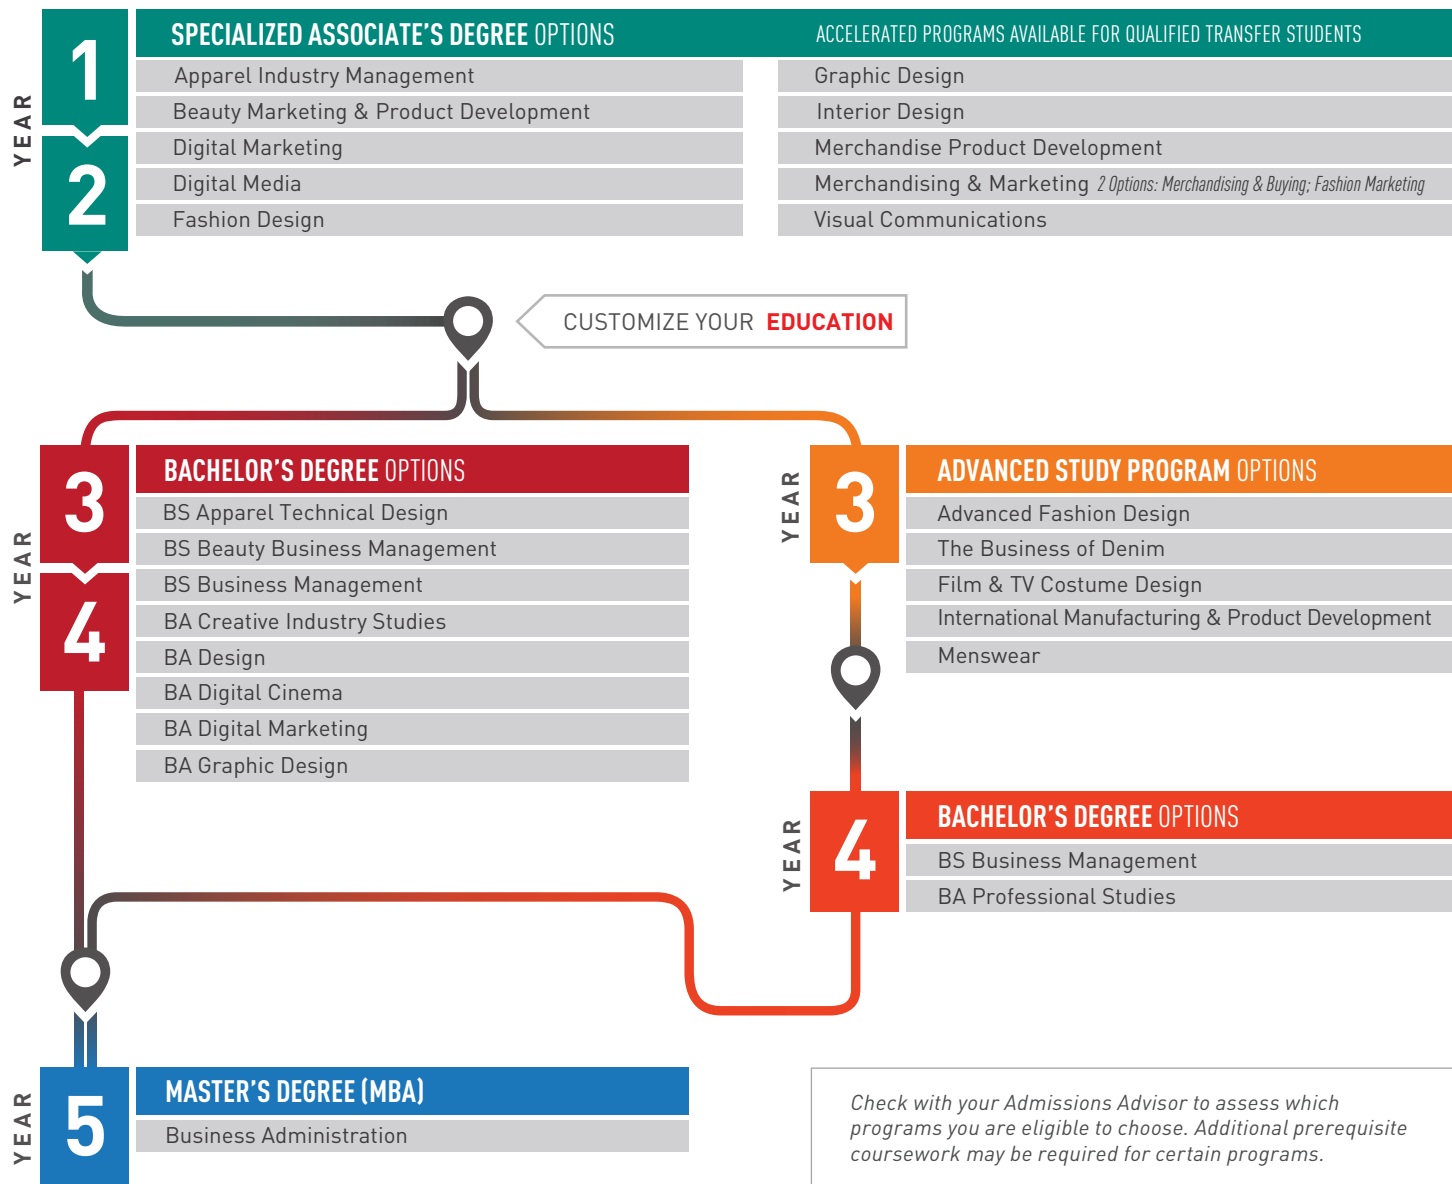 YEAR
1
2
SPECIALIZED ASSOCIATE'S DEGREE OPTIONS
ACCELERATED PROGRAMS AVAILABLE FOR QUALIFIED TRANSFER STUDENTS
Apparel Industry Management
Beauty Marketing & Product Development
Digital Marketing
Digital Media
Fashion Design
Graphic Design
Interior Design
Merchandise Product Development
Merchandising & Marketing 2 Options: Merchandising & Buying; Fashion Marketing
Visual Communications
CUSTOMIZE YOUR EDUCATION
YEAR
3
4
BACHELOR'S DEGREE OPTIONS
BS Apparel Technical Design
BS Beauty Business Management
BS Business Management
BA Creative Industry Studies
BA Design
BA Digital Cinema
BA Digital Marketing
BA Graphic Design
YEAR
3
ADVANCED STUDY PROGRAM OPTIONS
Advanced Fashion Design
The Business of Denim
Film & TV Costume Design
International Manufacturing & Product Development
Menswear
YEAR
4
BACHELOR'S DEGREE OPTIONS
BS Business Management
BA Professional Studies
YEAR
5
MASTER'S DEGREE (MBA)
Business Administration
Check with your Admissions Advisor to assess which
programs you are eligible to choose. Additional prerequisite
coursework may be required for certain programs.